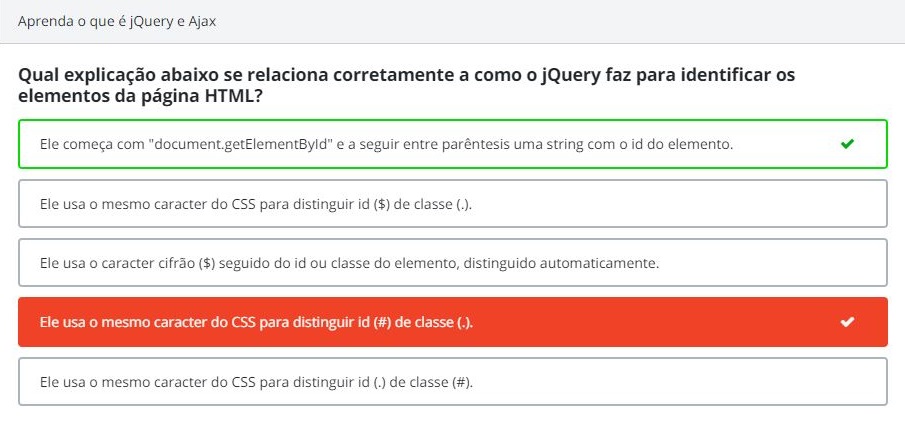 Aprenda o que é jQuery e Ajax
Qual explicação abaixo se relaciona corretamente a como o jQuery faz para identificar os
elementos da página HTML?
Ele começa com "document.getElementById" e a seguir entre parêntesis uma string com o id do elemento.
Ele usa o mesmo caracter do CSS para distinguir id ($) de classe (.).
Ele usa o caracter cifrão ($) seguido do id ou classe do elemento, distinguido automaticamente.
Ele usa o mesmo caracter do CSS para distinguir id (#) de classe (.).
Ele usa o mesmo caracter do CSS para distinguir id (.) de classe (#).